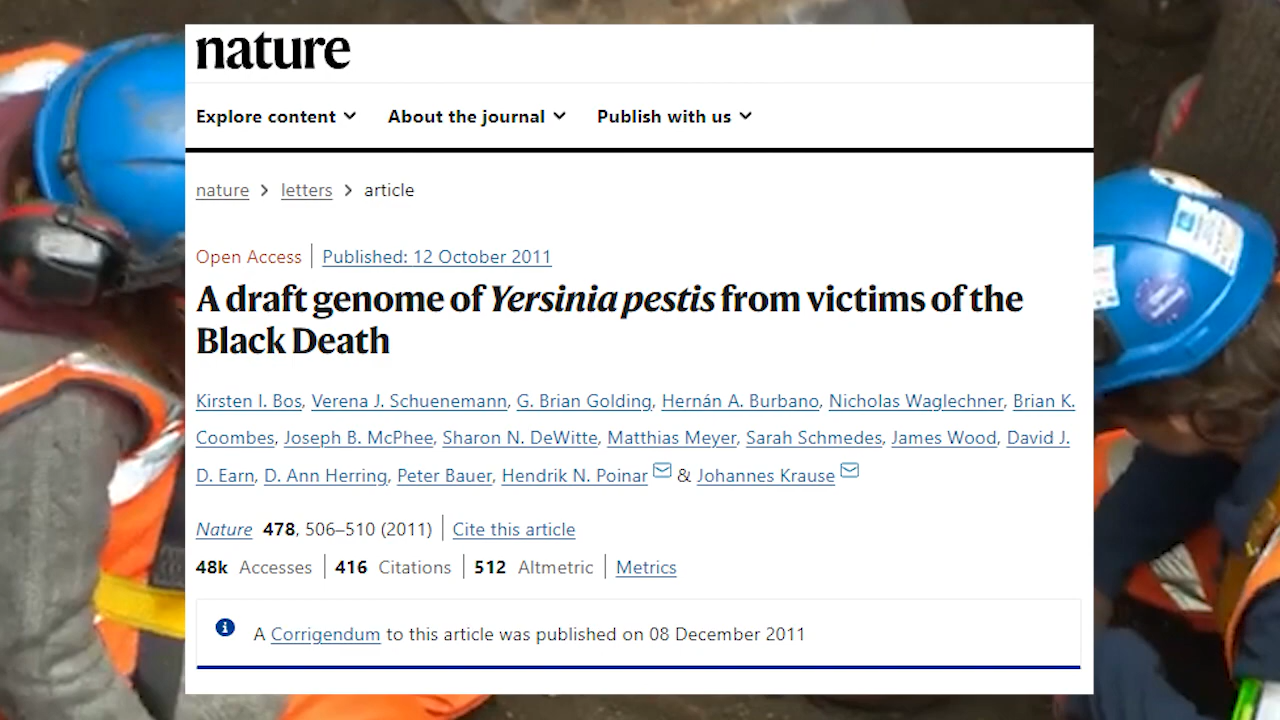 nature
Explore content About the journal Publish with us
nature > letters > article
Open Access | Published: 12 October 2011
A draft genome of Yersinia pestis from victims of the
Black Death
Kirsten I. Bos, Verena J. Schuenemann, G. Brian Golding, Hernán A. Burbano, Nicholas Waglechner, Brian K.
Coombes, Joseph B. McPhee, Sharon N. DeWitte, Matthias Meyer, Sarah Schmedes, James Wood, David J.
D. Earn, D. Ann Herring, Peter Bauer, Hendrik N. Poinar & Johannes Krause
Nature 478, 506–510 (2011) | Cite this article
48k Accesses | 416 Citations | 512 Altmetric | Metrics
A Corrigendum to this article was published on 08 December 2011